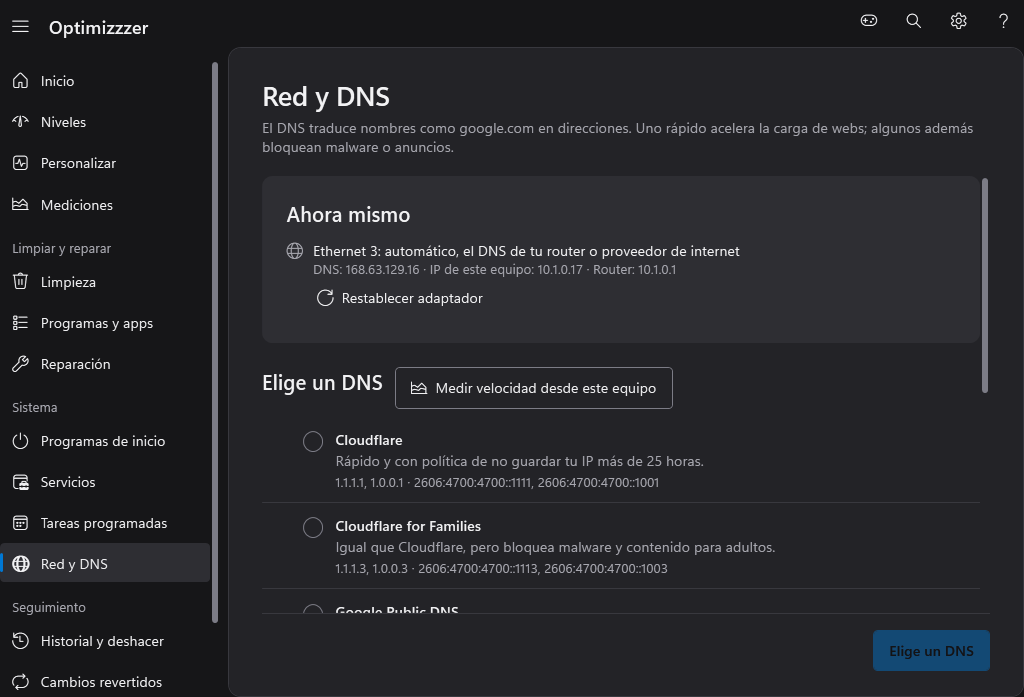 Optimizzzer
Inicio
Niveles
Personalizar
Mediciones
Limpiar y reparar
Limpieza
Programas y apps
Reparación
Sistema
Programas de inicio
Servicios
Tareas programadas
Red y DNS
Seguimiento
Historial y deshacer
Cambios revertidos
Red y DNS
El DNS traduce nombres como google.com en direcciones. Uno rápido acelera la carga de webs; algunos además
bloquean malware o anuncios.
Ahora mismo
Ethernet 3: automático, el DNS de tu router o proveedor de internet
DNS: 168.63.129.16 · IP de este equipo: 10.1.0.17 · Router: 10.1.0.1
Restablecer adaptador
Elige un DNS
Medir velocidad desde este equipo
Cloudflare
Rápido y con política de no guardar tu IP más de 25 horas.
1.1.1.1, 1.0.0.1 · 2606:4700:4700::1111, 2606:4700:4700::1001
Cloudflare for Families
Igual que Cloudflare, pero bloquea malware y contenido para adultos.
1.1.1.3, 1.0.0.3 · 2606:4700:4700::1113, 2606:4700:4700::1003
Google Public DNS
Elige un DNS